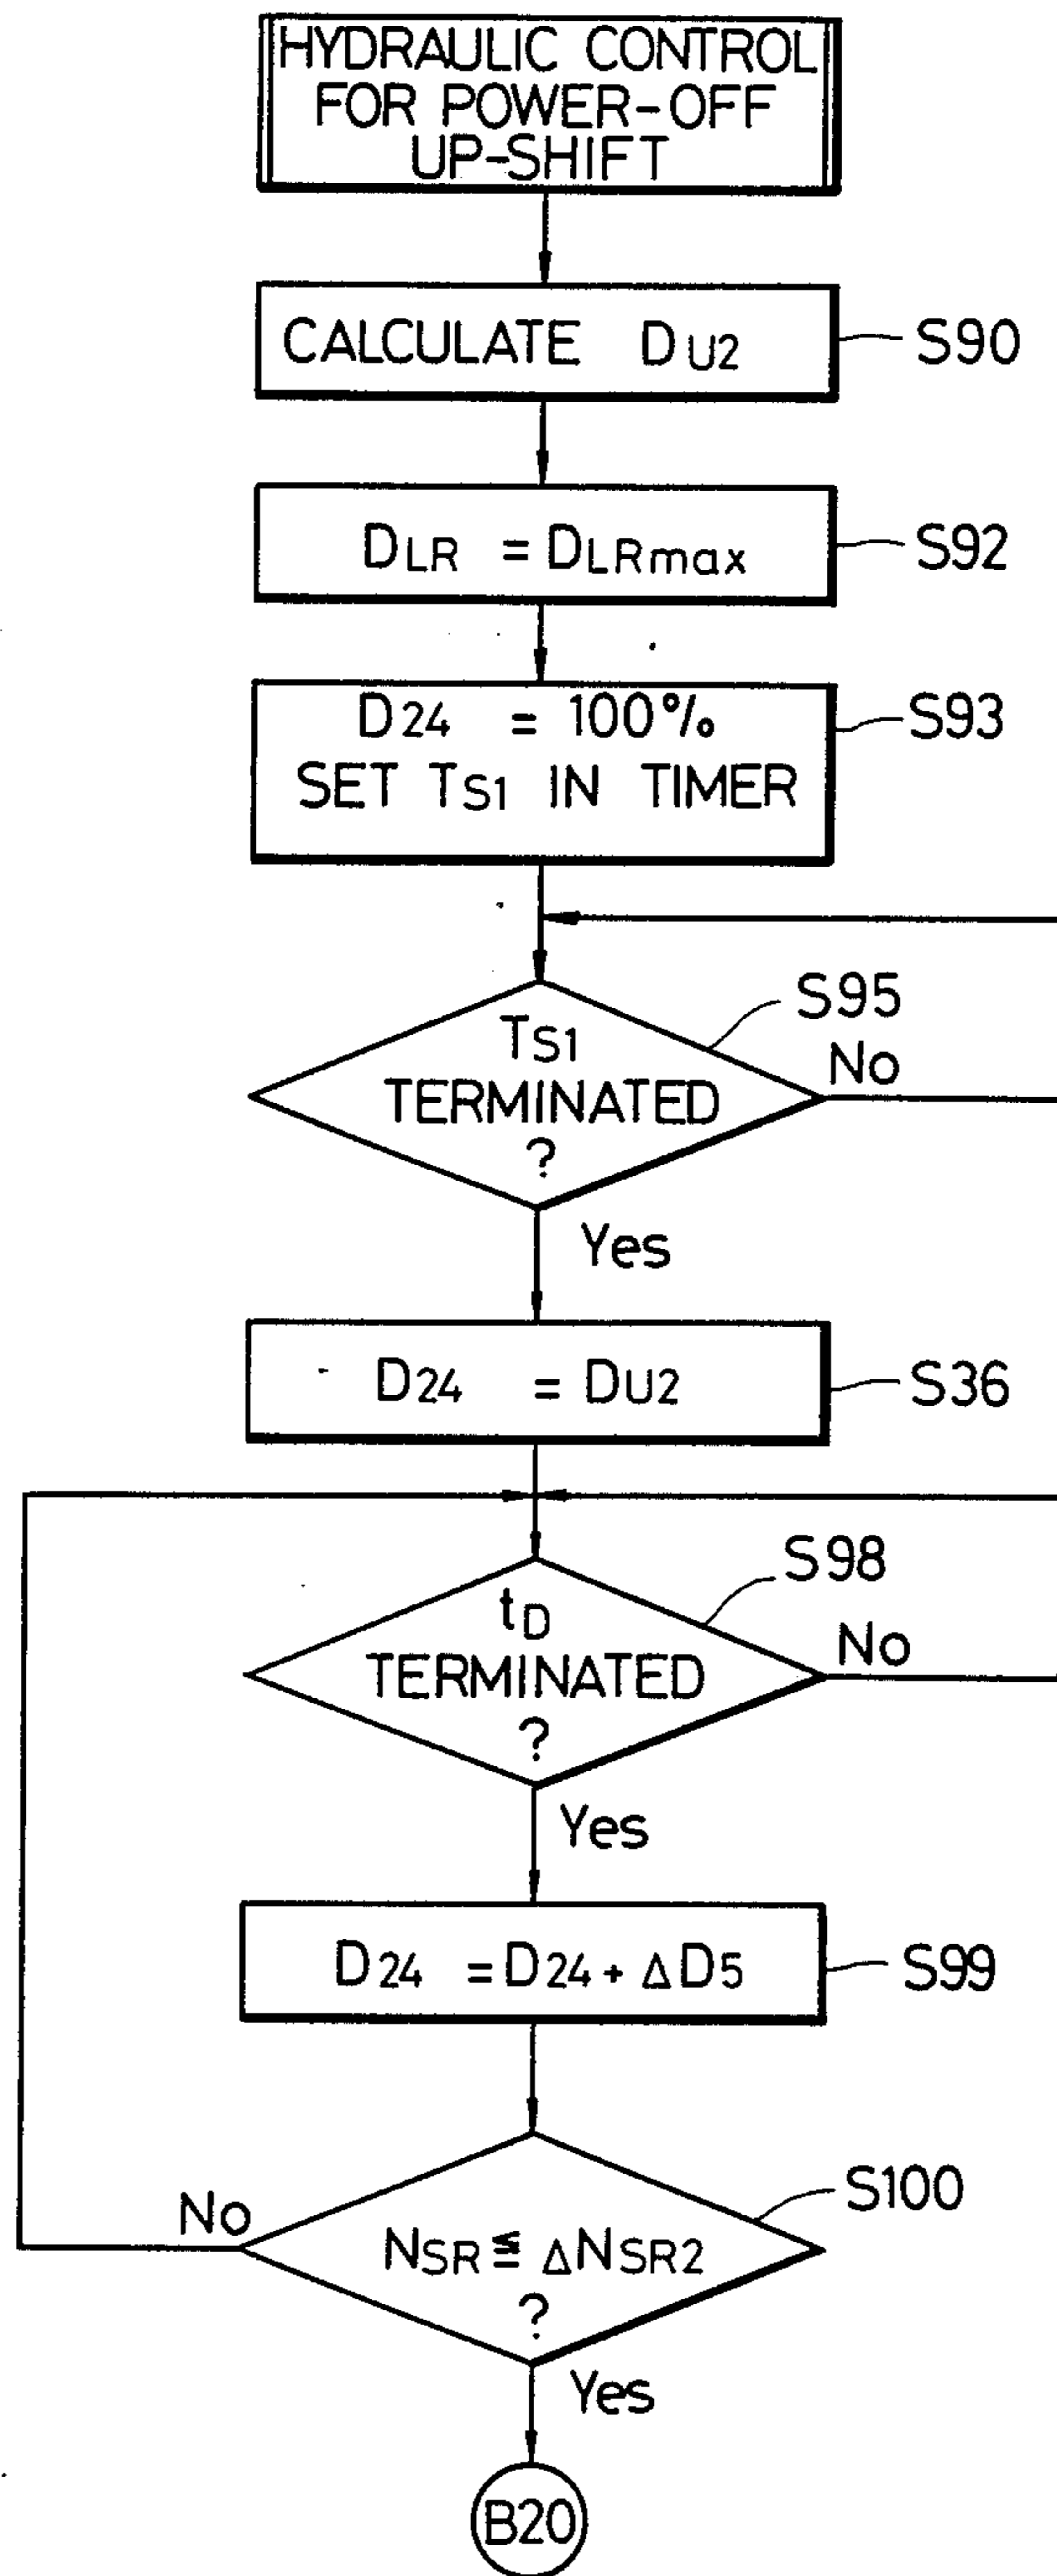 HYDRAULIC CONTROL
FOR POWER-OFF
UP-SHIFT
CALCULATE DU2
S90
DLR = DLRmax
S92
D24 = 100%
S93
SET TS1 IN TIMER
S95
TS1
TERMINATED
?
No
Yes
D24 = DU2
S36
S98
tD
TERMINATED
?
No
Yes
D24 = D24 + ΔD5
S99
S100
No
NSR ≦ ΔNSR2
?
Yes
B20